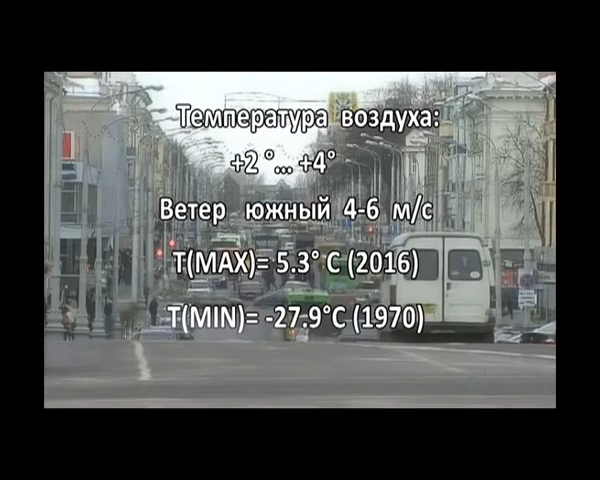 Температура воздуха:
+2 °... +4°
Ветер южный 4-6 м/с
T(MAX)= 5.3° C (2016)
T(MIN)= -27.9°C (1970)